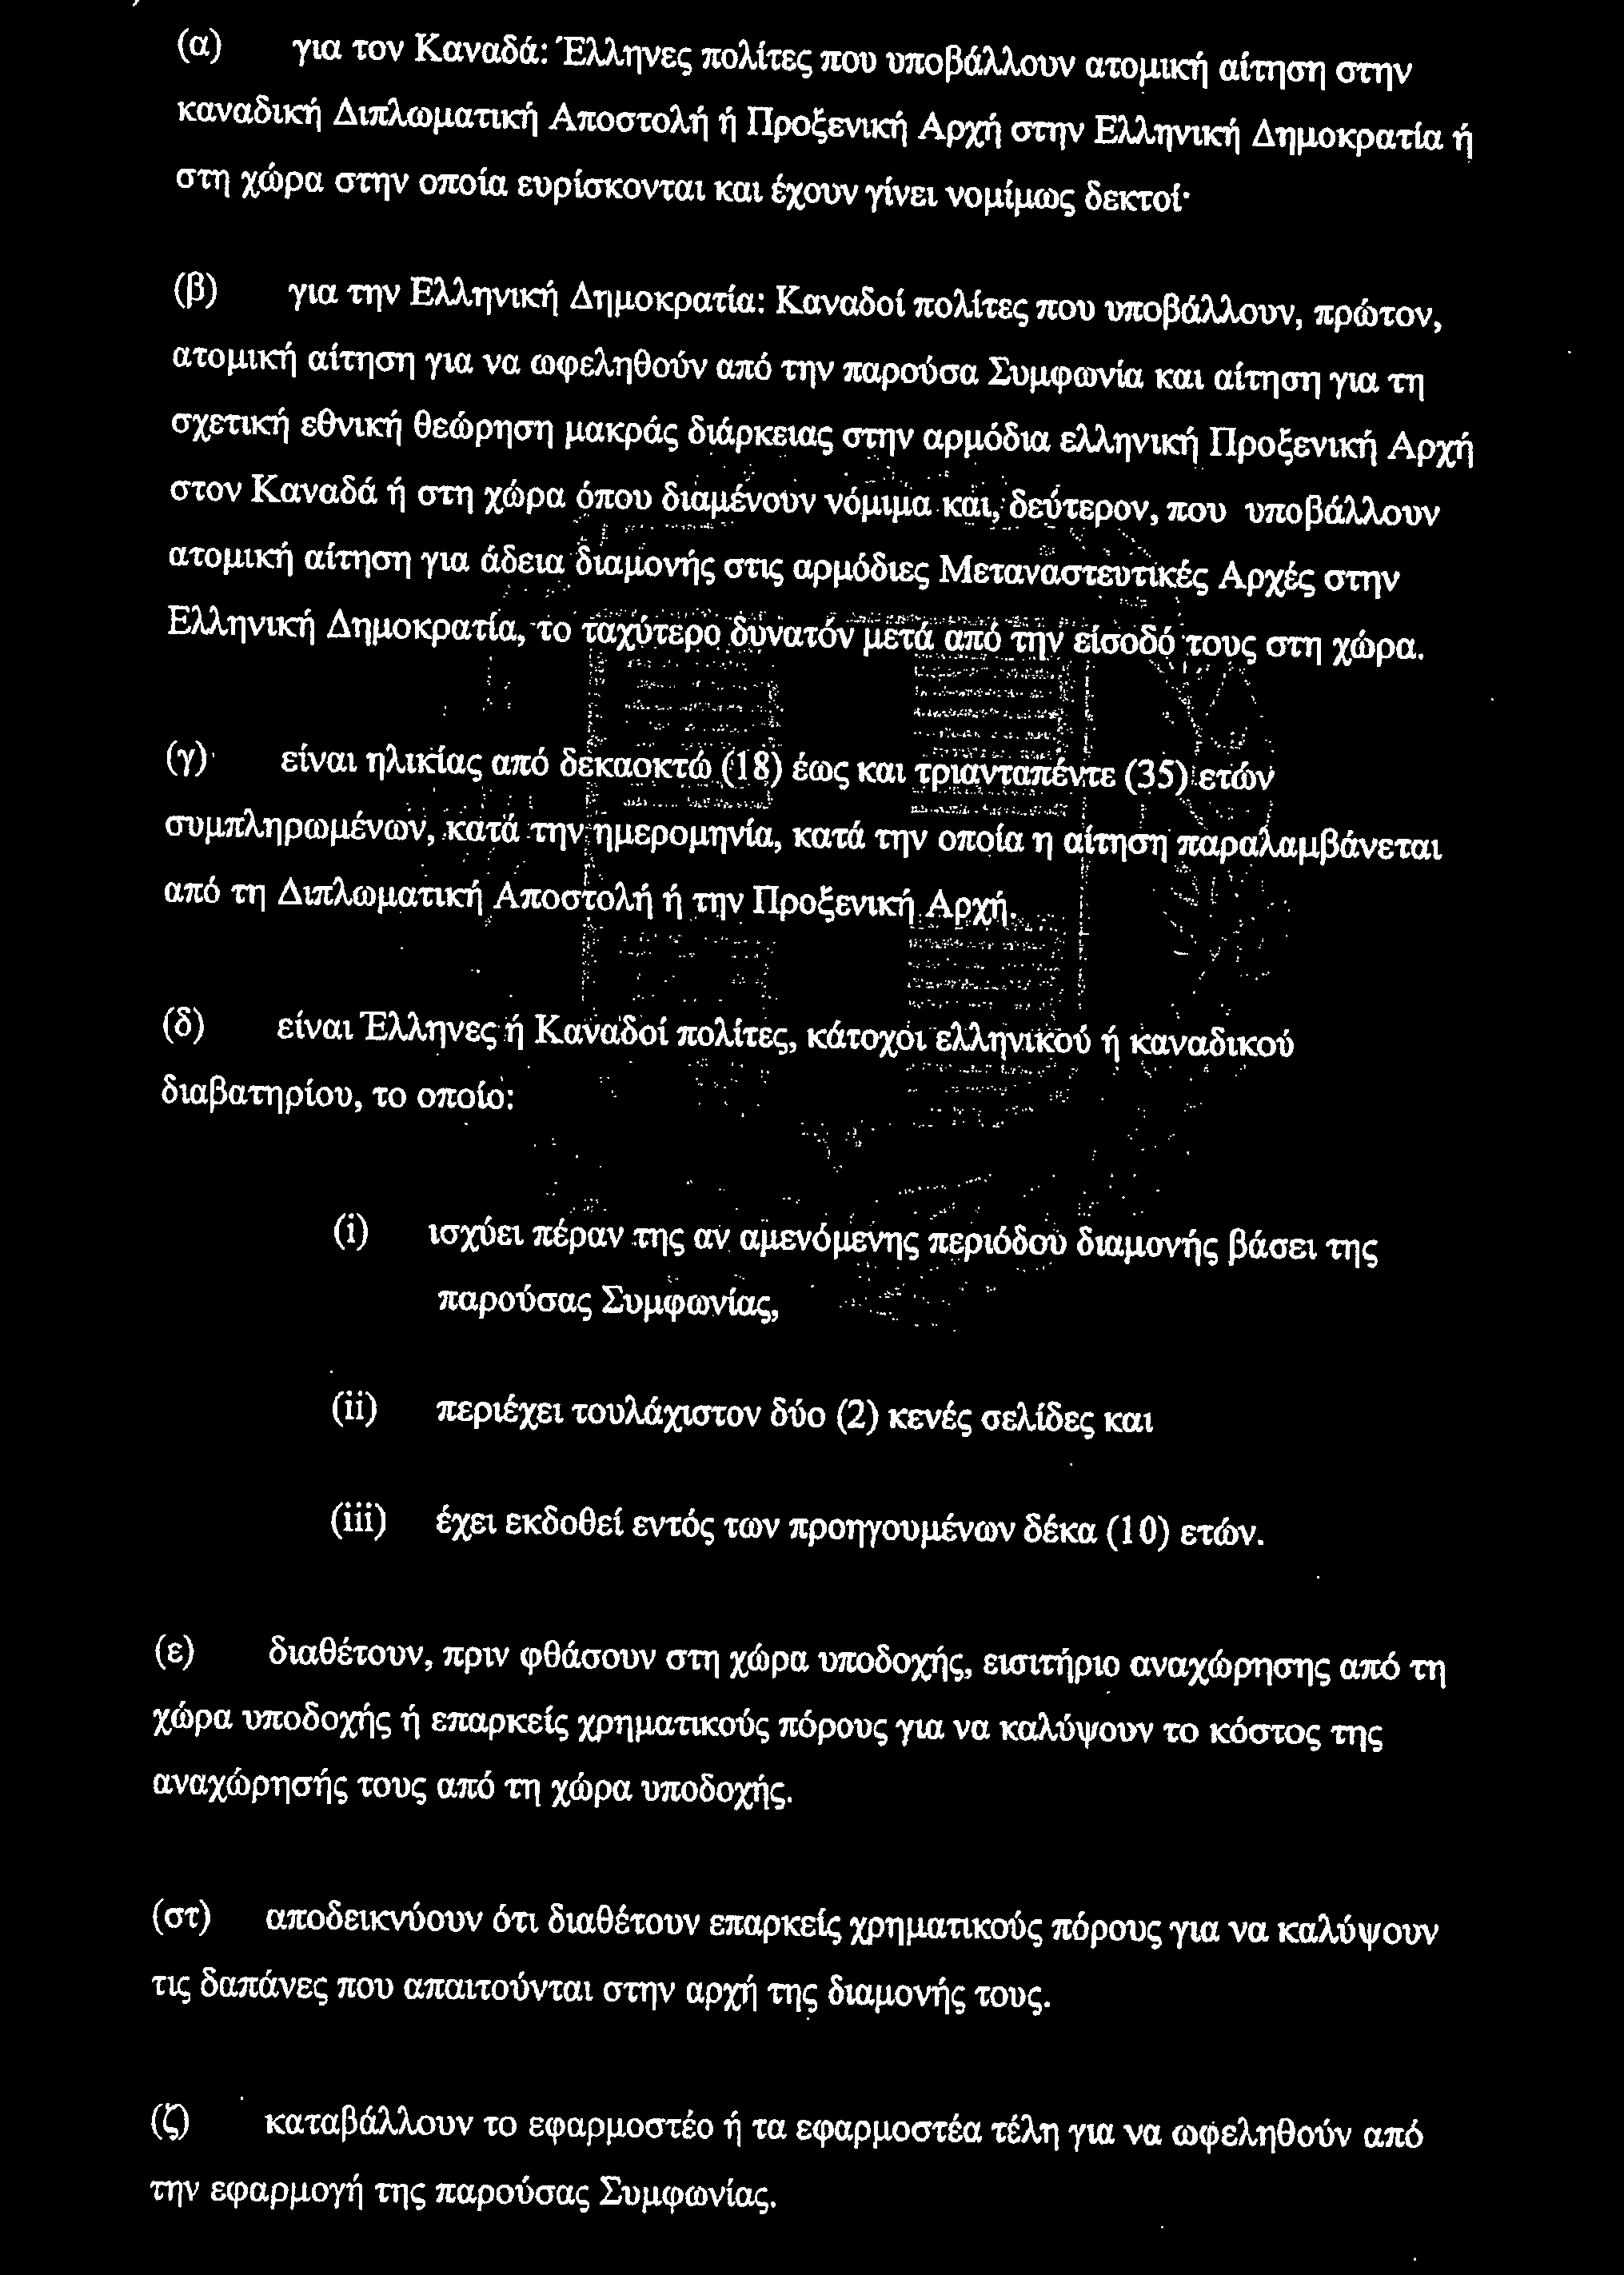 (α) για τον Καναδά: Έλληνες πολίτες που υποβάλλουν ατομική αίτηση στην
καναδική Διπλωματική Αποστολή ή Προξενική Αρχή στην Ελληνική Δημοκρατία ή
στη χώρα στην οποία ευρίσκονται και έχουν γίνει νομίμως δεκτοί·
(β) για την Ελληνική Δημοκρατία: Καναδοί πολίτες που υποβάλλουν, πρώτον,
ατομική αίτηση για να ωφεληθούν από την παρούσα Συμφωνία και αίτηση για τη
σχετική εθνική θεώρηση μακράς διάρκειας στην αρμόδια ελληνική Προξενική Αρχή
στον Καναδά ή στη χώρα όπου διαμένουν νόμιμα και, δεύτερον, που υποβάλλουν
ατομική αίτηση για άδεια διαμονής στις αρμόδιες Μεταναστευτικές Αρχές στην
Ελληνική Δημοκρατία, το ταχύτερο δυνατόν μετά από την είσοδό τους στη χώρα.
(γ) είναι ηλικίας από δεκαοκτώ (18) έως και τριανταπέντε (35) ετών
συμπληρωμένων, κατά την ημερομηνία, κατά την οποία η αίτηση παραλαμβάνεται
από τη Διπλωματική Αποστολή ή την Προξενική Αρχή.
(δ) είναι Έλληνες ή Καναδοί πολίτες, κάτοχοι ελληνικού ή καναδικού
διαβατηρίου, το οποίο:
(i) ισχύει πέραν της αν αμενόμενης περιόδου διαμονής βάσει της
παρούσας Συμφωνίας,
(ii) περιέχει τουλάχιστον δύο (2) κενές σελίδες και
(iii) έχει εκδοθεί εντός των προηγουμένων δέκα (10) ετών.
(ε) διαθέτουν, πριν φθάσουν στη χώρα υποδοχής, εισιτήριο αναχώρησης από τη
χώρα υποδοχής ή επαρκείς χρηματικούς πόρους για να καλύψουν το κόστος της
αναχώρησής τους από τη χώρα υποδοχής.
(στ) αποδεικνύουν ότι διαθέτουν επαρκείς χρηματικούς πόρους για να καλύψουν
τις δαπάνες που απαιτούνται στην αρχή της διαμονής τους.
(ζ) καταβάλλουν το εφαρμοστέο ή τα εφαρμοστέα τέλη για να ωφεληθούν από
την εφαρμογή της παρούσας Συμφωνίας.